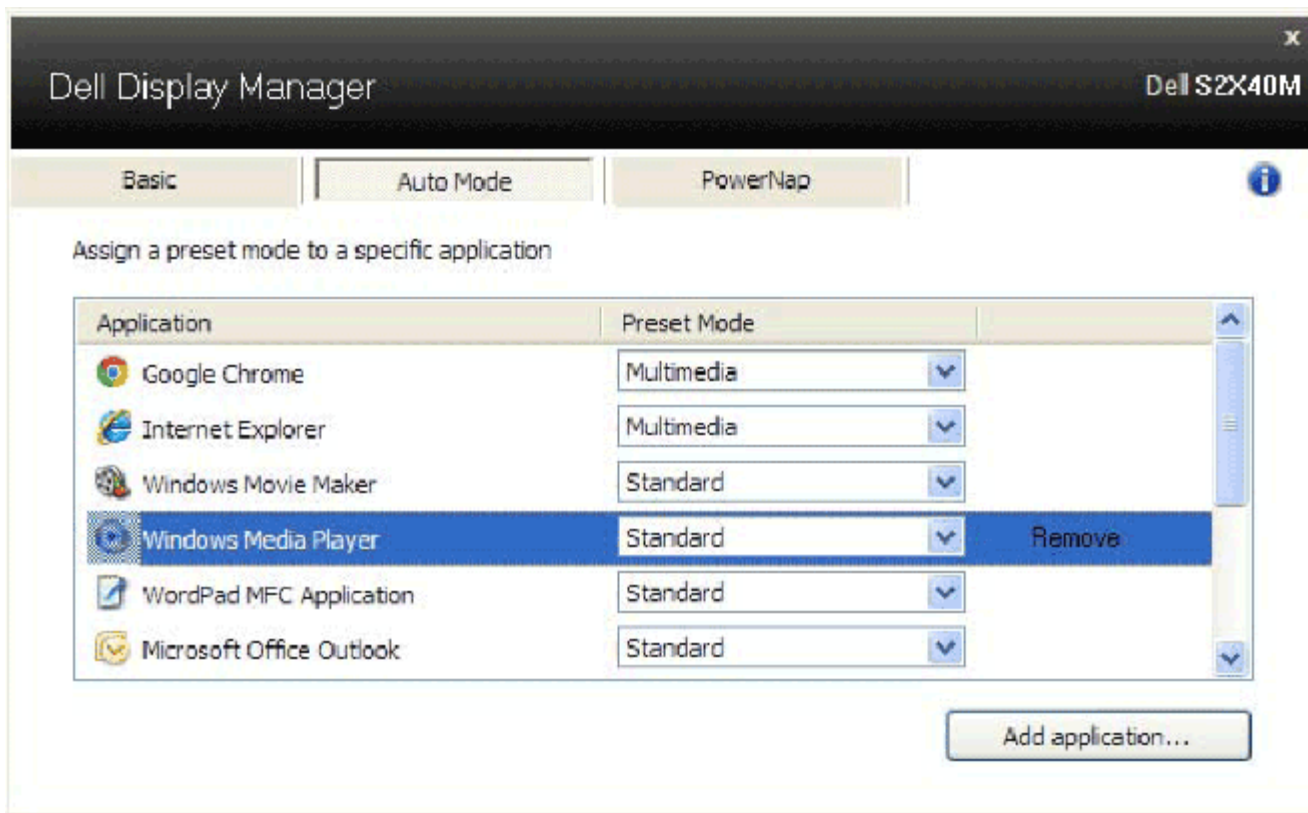 x
Dell Display Manager
Dell S2X40M
Basic Auto Mode PowerNap
Assign a preset mode to a specific application
Application Preset Mode
Google Chrome Multimedia
Internet Explorer Multimedia
Windows Movie Maker Standard
Windows Media Player Standard Remove
WordPad MFC Application Standard
Microsoft Office Outlook Standard
Add application...